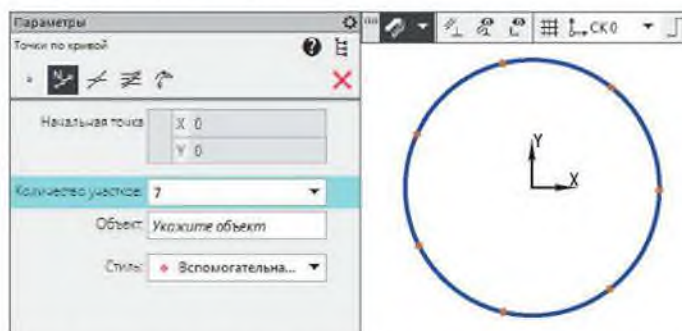 Параметры
Точки по кривой
Начальная точка
X 0
Y 0
Количество участков: 7
Объект: Укажите объект
Стиль: Вспомогательна...
СК 0
Y
X